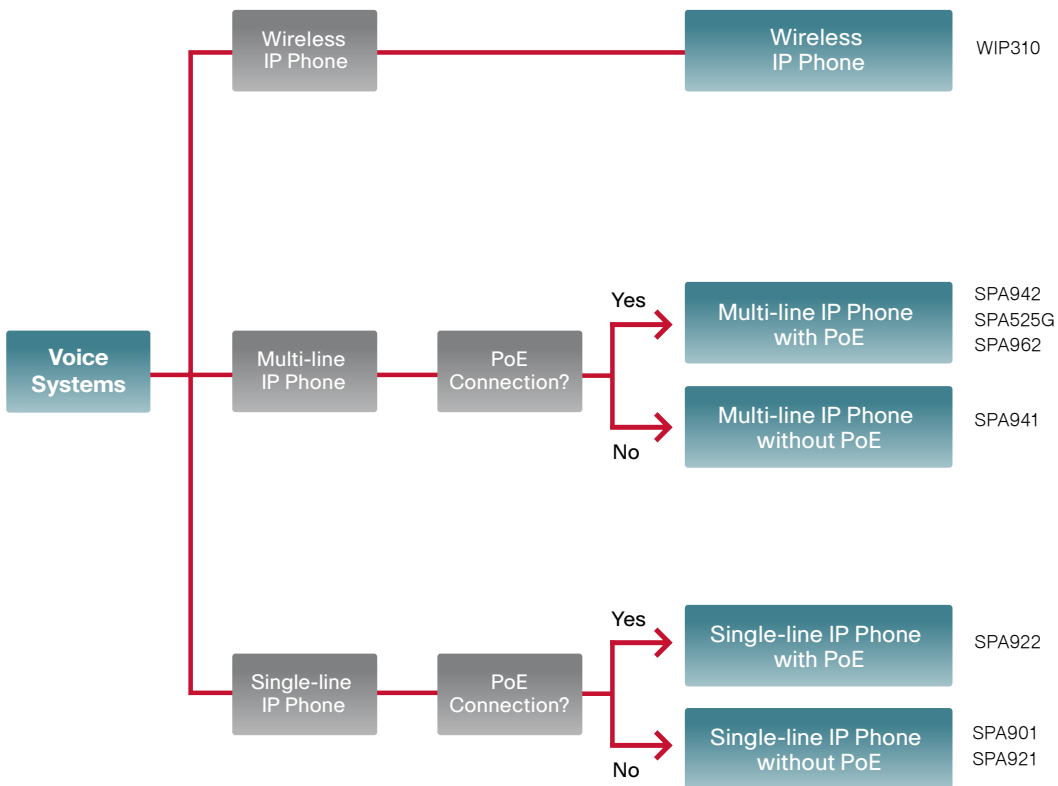 Wireless
IP Phone
Wireless
IP Phone
WIP310
Voice
Systems
Multi-line
IP Phone
PoE
Connection?
Yes
Multi-line IP Phone
with PoE
SPA942
SPA525G
SPA962
No
Multi-line IP Phone
without PoE
SPA941
Single-line
IP Phone
PoE
Connection?
Yes
Single-line IP Phone
with PoE
SPA922
No
Single-line IP Phone
without PoE
SPA901
SPA921